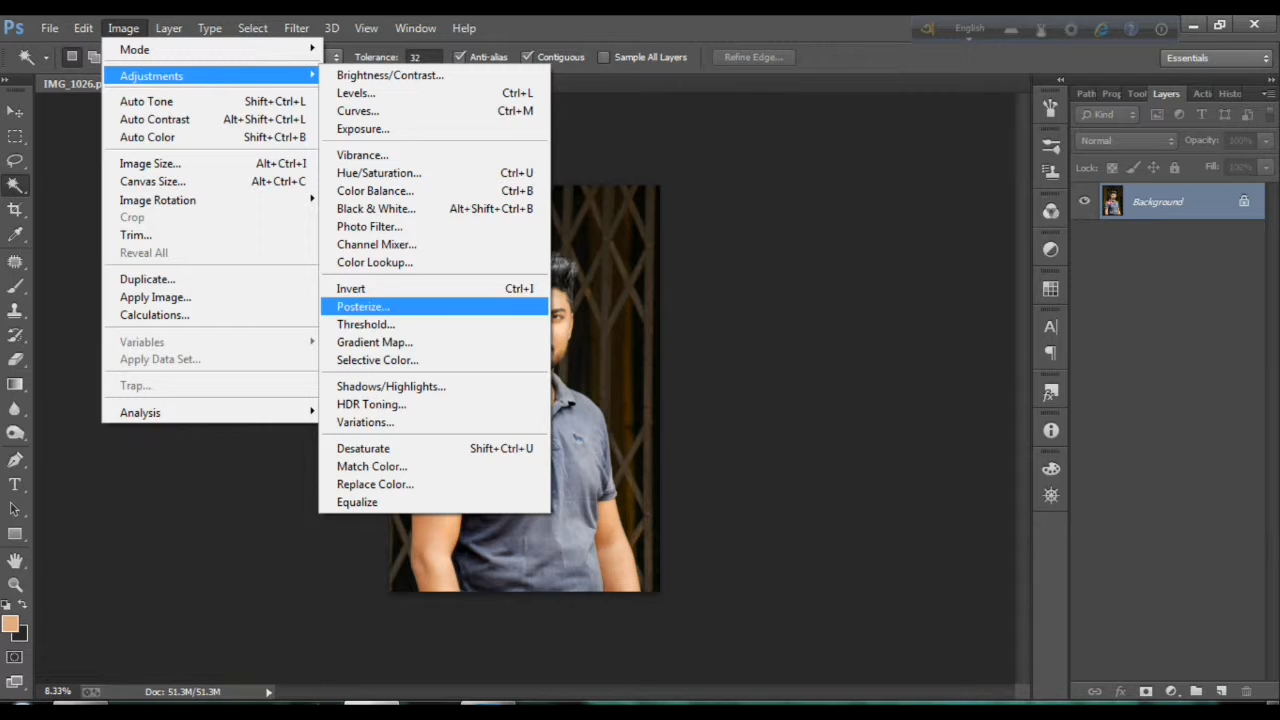 Ps File Edit Image Layer Type Select Filter 3D View Window Help
English
Tolerance: 32 Anti-alias Contiguous Sample All Layers Refine Edge... Essentials
IMG_1026.p
Mode
Adjustments
Auto Tone Shift+Ctrl+L
Auto Contrast Alt+Shift+Ctrl+L
Auto Color Shift+Ctrl+B
Image Size... Alt+Ctrl+I
Canvas Size... Alt+Ctrl+C
Image Rotation
Crop
Trim...
Reveal All
Duplicate...
Apply Image...
Calculations...
Variables
Apply Data Set...
Trap...
Analysis
Brightness/Contrast...
Levels... Ctrl+L
Curves... Ctrl+M
Exposure...
Vibrance...
Hue/Saturation... Ctrl+U
Color Balance... Ctrl+B
Black & White... Alt+Shift+Ctrl+B
Photo Filter...
Channel Mixer...
Color Lookup...
Invert Ctrl+I
Posterize...
Threshold...
Gradient Map...
Selective Color...
Shadows/Highlights...
HDR Toning...
Variations...
Desaturate Shift+Ctrl+U
Match Color...
Replace Color...
Equalize
Path Prop Tool Layers Acti Histo
Kind
Normal Opacity: 100%
Lock: Fill: 100%
Background
8.33% Doc: 51.3M/51.3M